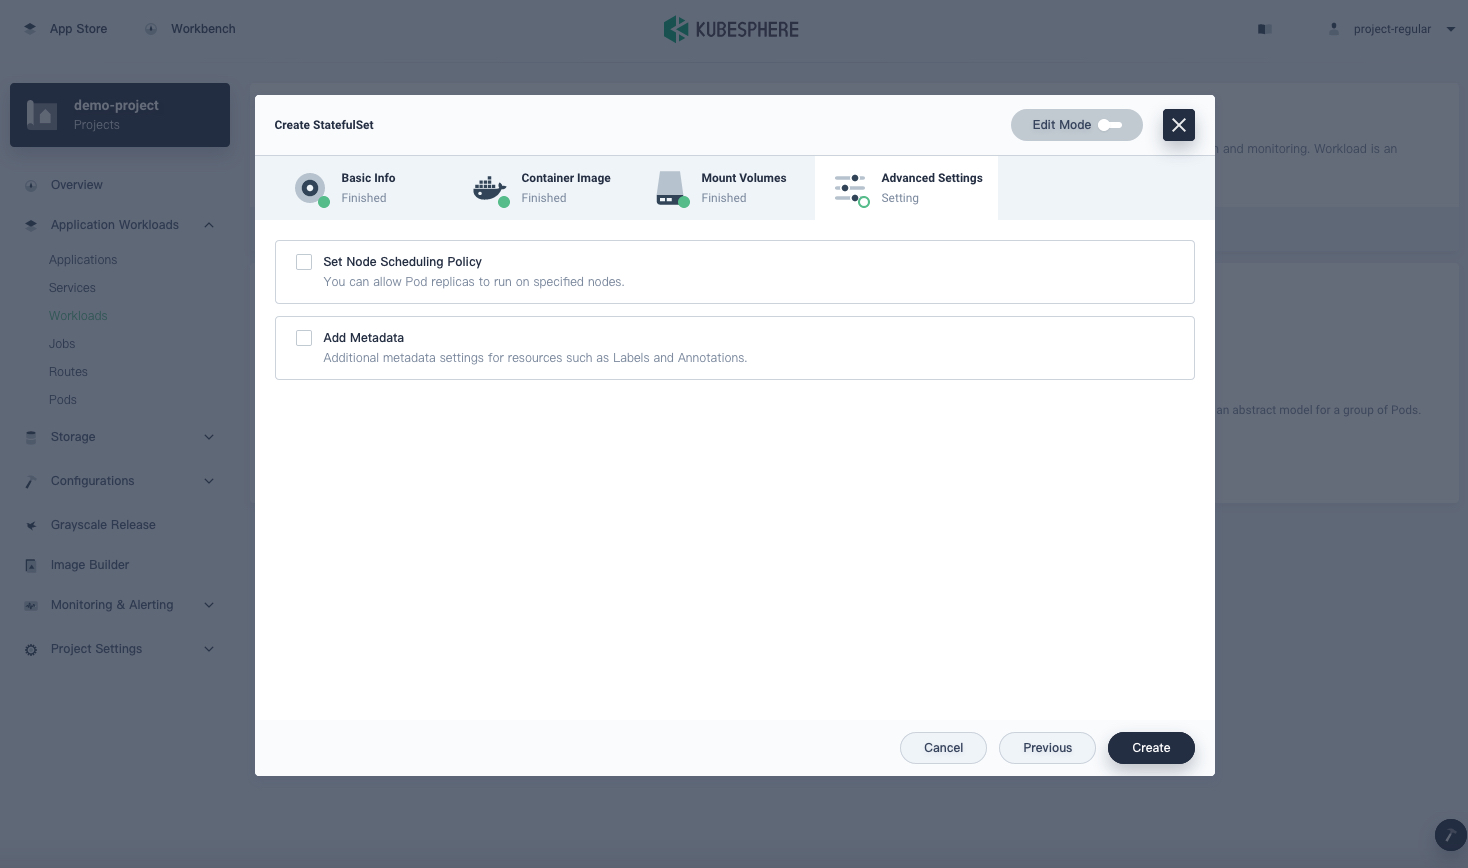 App Store
Workbench
KUBESPHERE
project-regular
demo-project
Projects
Overview
Application Workloads
Applications
Services
Workloads
Jobs
Routes
Pods
Storage
Configurations
Grayscale Release
Image Builder
Monitoring & Alerting
Project Settings
Create StatefulSet
Edit Mode
Basic Info
Finished
Container Image
Finished
Mount Volumes
Finished
Advanced Settings
Setting
Set Node Scheduling Policy
You can allow Pod replicas to run on specified nodes.
Add Metadata
Additional metadata settings for resources such as Labels and Annotations.
Cancel
Previous
Create
and monitoring. Workload is an
an abstract model for a group of Pods.